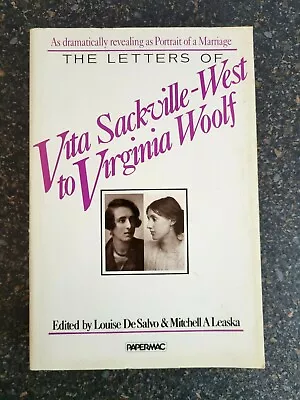 As dramatically revealing as Portrait of a Marriage
THE LETTERS OF
Vita Sackville-West
to Virginia Woolf
Edited by Louise De Salvo & Mitchell A Leaska
PAPERMAC